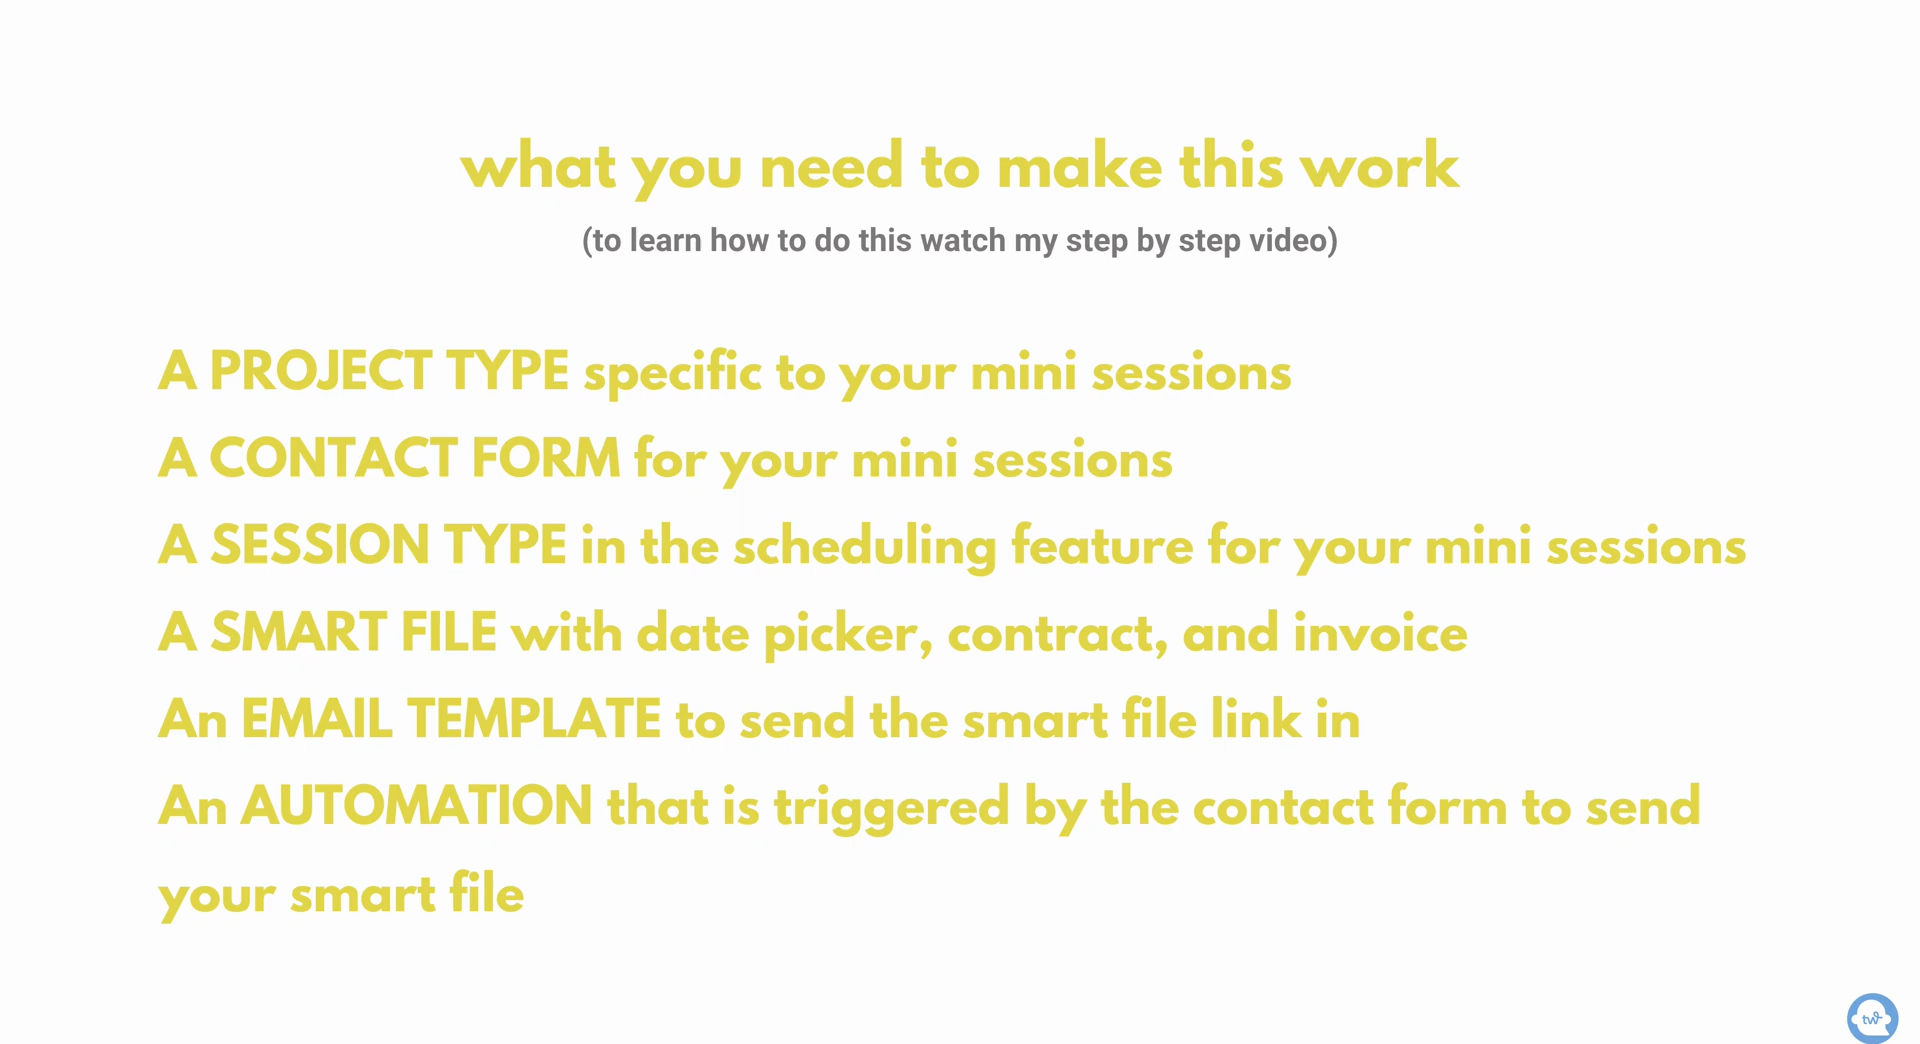 what you need to make this work
(to learn how to do this watch my step by step video)
A PROJECT TYPE specific to your mini sessions
A CONTACT FORM for your mini sessions
A SESSION TYPE in the scheduling feature for your mini sessions
A SMART FILE with date picker, contract, and invoice
An EMAIL TEMPLATE to send the smart file link in
An AUTOMATION that is triggered by the contact form to send
your smart file
tw